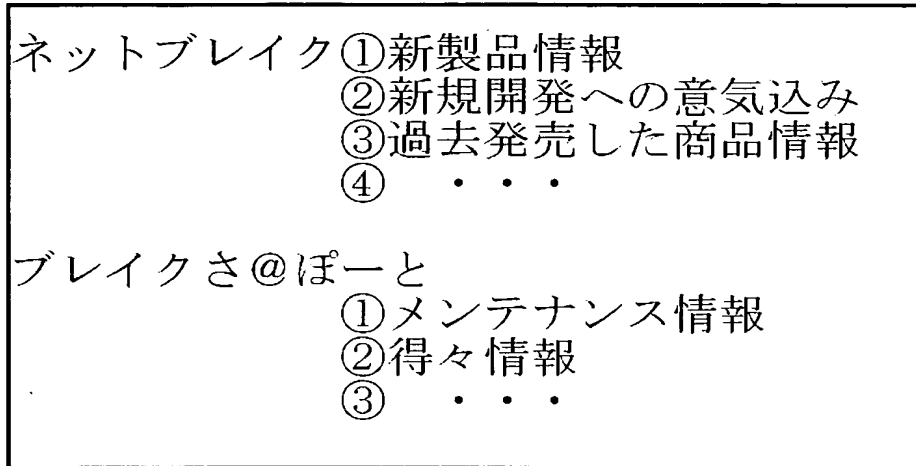 ネットブレイク①新製品情報
②新規開発への意気込み
③過去発売した商品情報
④　・・・
ブレイクさ@ぽーと
①メンテナンス情報
②得々情報
③　・・・